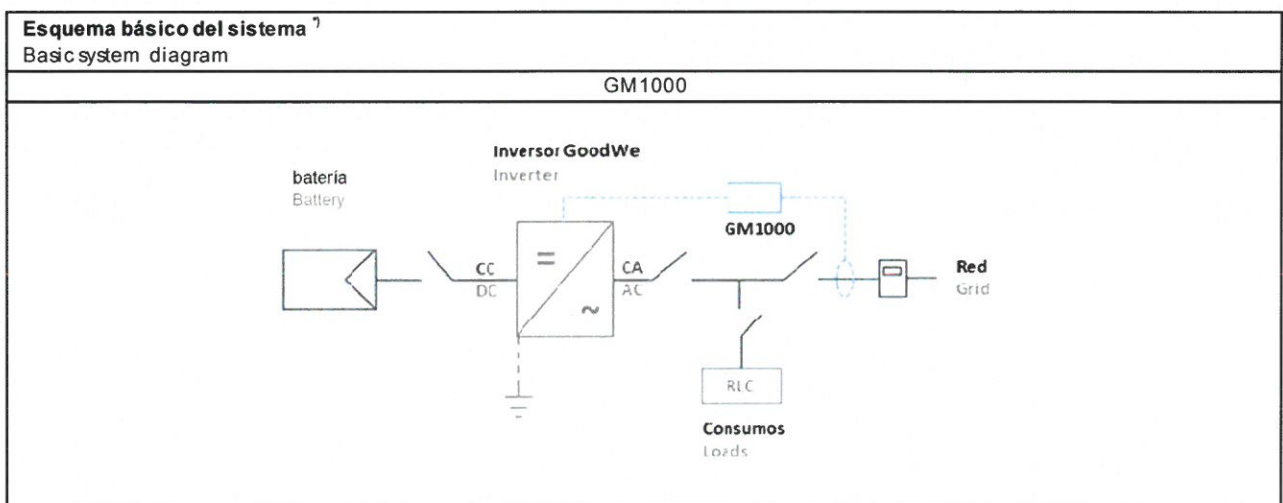 Esquema básico del sistema *)
Basic system diagram
GM1000
Inversor GoodWe
Inverter
batería
Battery
GM1000
CC
DC
CA
AC
Red
Grid
RLC
Consumos
Loads